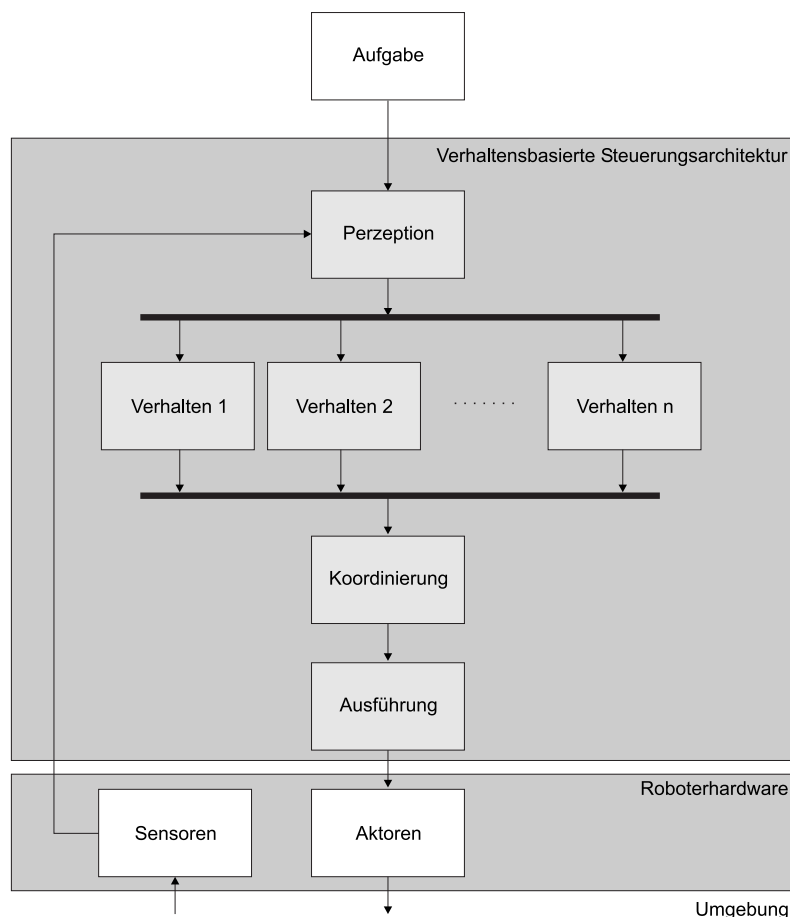 Aufgabe
Verhaltensbasierte Steuerungsarchitektur
Perzeption
Verhalten 1
Verhalten 2
. . . . . . .
Verhalten n
Koordinierung
Ausführung
Roboterhardware
Sensoren
Aktoren
Umgebung